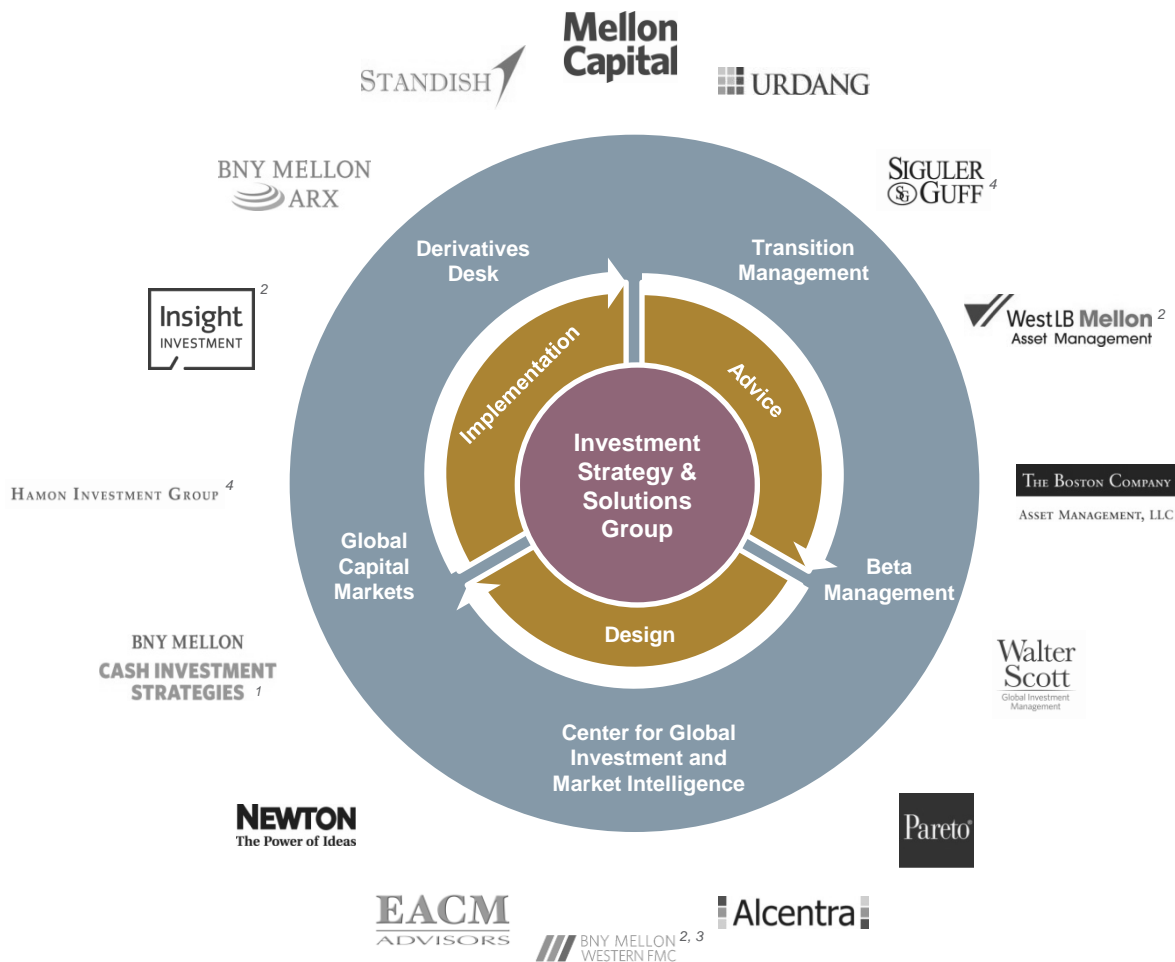 Mellon
Capital
STANDISH
URDANG
BNY MELLON
ARX
SIGULER
SG GUFF 4
Derivatives
Desk
Transition
Management
Insight 2
INVESTMENT
WestLB Mellon 2
Asset Management
Implementation
Advice
Investment
Strategy &
Solutions
Group
HAMON INVESTMENT GROUP 4
THE BOSTON COMPANY
ASSET MANAGEMENT, LLC
Global
Capital
Markets
Beta
Management
Design
BNY MELLON
CASH INVESTMENT
STRATEGIES 1
Walter
Scott
Global Investment
Management
Center for Global
Investment and
Market Intelligence
NEWTON
The Power of Ideas
Pareto®
EACM
ADVISORS
BNY MELLON 2, 3
WESTERN FMC
Alcentra